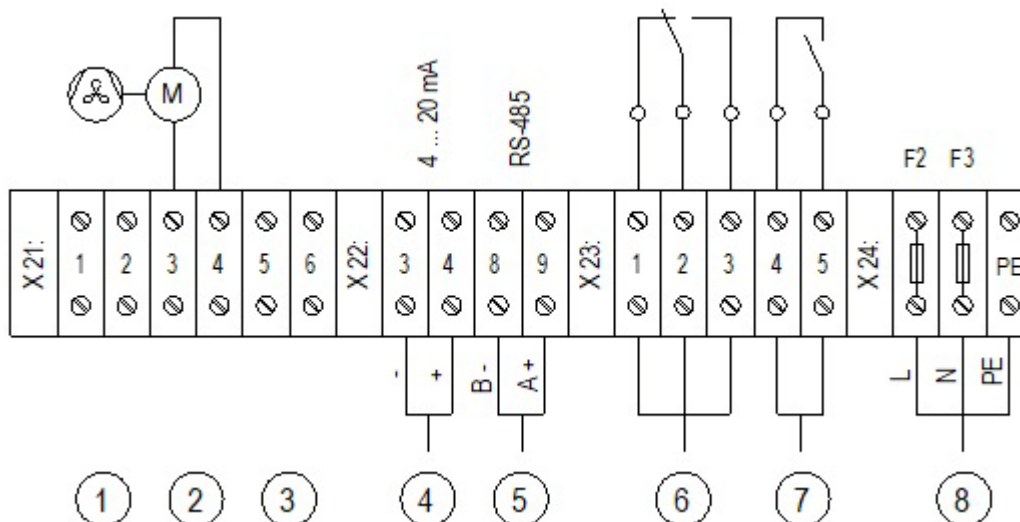 M
4 ... 20 mA
RS-485
F2 F3
X21: 1 2 3 4 5 6 X22: 3 4 8 9 X23: 1 2 3 4 5 X24: PE
- + B - A + L N PE
1 2 3 4 5 6 7 8